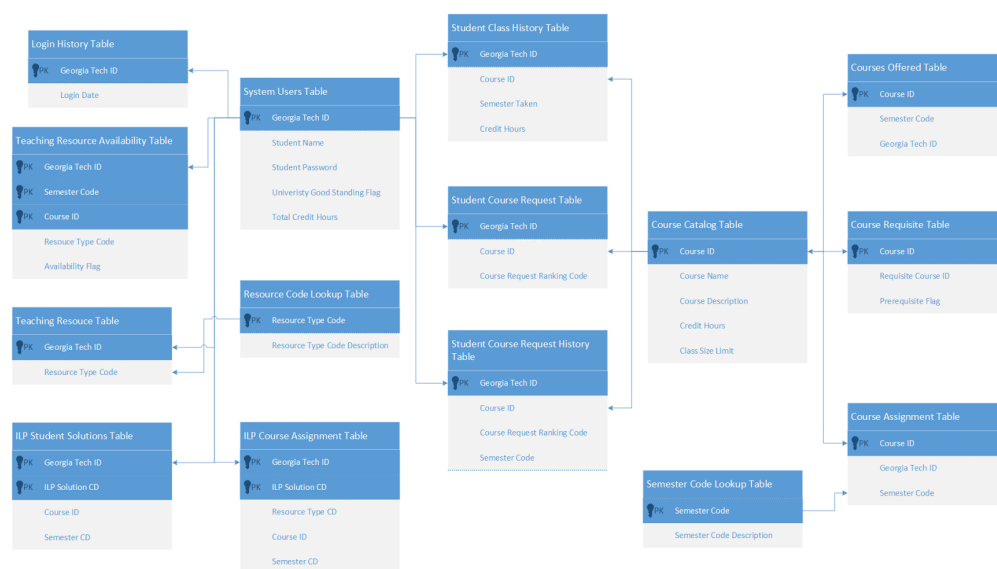 Login History Table
PK Georgia Tech ID
Login Date
Teaching Resource Availability Table
PK Georgia Tech ID
PK Semester Code
PK Course ID
Resouce Type Code
Availability Flag
Teaching Resouce Table
PK Georgia Tech ID
Resource Type Code
ILP Student Solutions Table
PK Georgia Tech ID
PK ILP Solution CD
Course ID
Semester CD
System Users Table
PK Georgia Tech ID
Student Name
Student Password
Univeristy Good Standing Flag
Total Credit Hours
Resource Code Lookup Table
PK Resource Type Code
Resource Type Code Description
ILP Course Assignment Table
PK Georgia Tech ID
PK ILP Solution CD
Resource Type CD
Course ID
Semester CD
Student Class History Table
PK Georgia Tech ID
Course ID
Semester Taken
Credit Hours
Student Course Request Table
PK Georgia Tech ID
Course ID
Course Request Ranking Code
Student Course Request History
Table
PK Georgia Tech ID
Course ID
Course Request Ranking Code
Semester Code
Course Catalog Table
PK Course ID
Course Name
Course Description
Credit Hours
Class Size Limit
Semester Code Lookup Table
PK Semester Code
Semester Code Description
Courses Offered Table
PK Course ID
Semester Code
Georgia Tech ID
Course Requisite Table
PK Course ID
Requisite Course ID
Prerequisite Flag
Course Assignment Table
PK Course ID
Georgia Tech ID
Semester Code